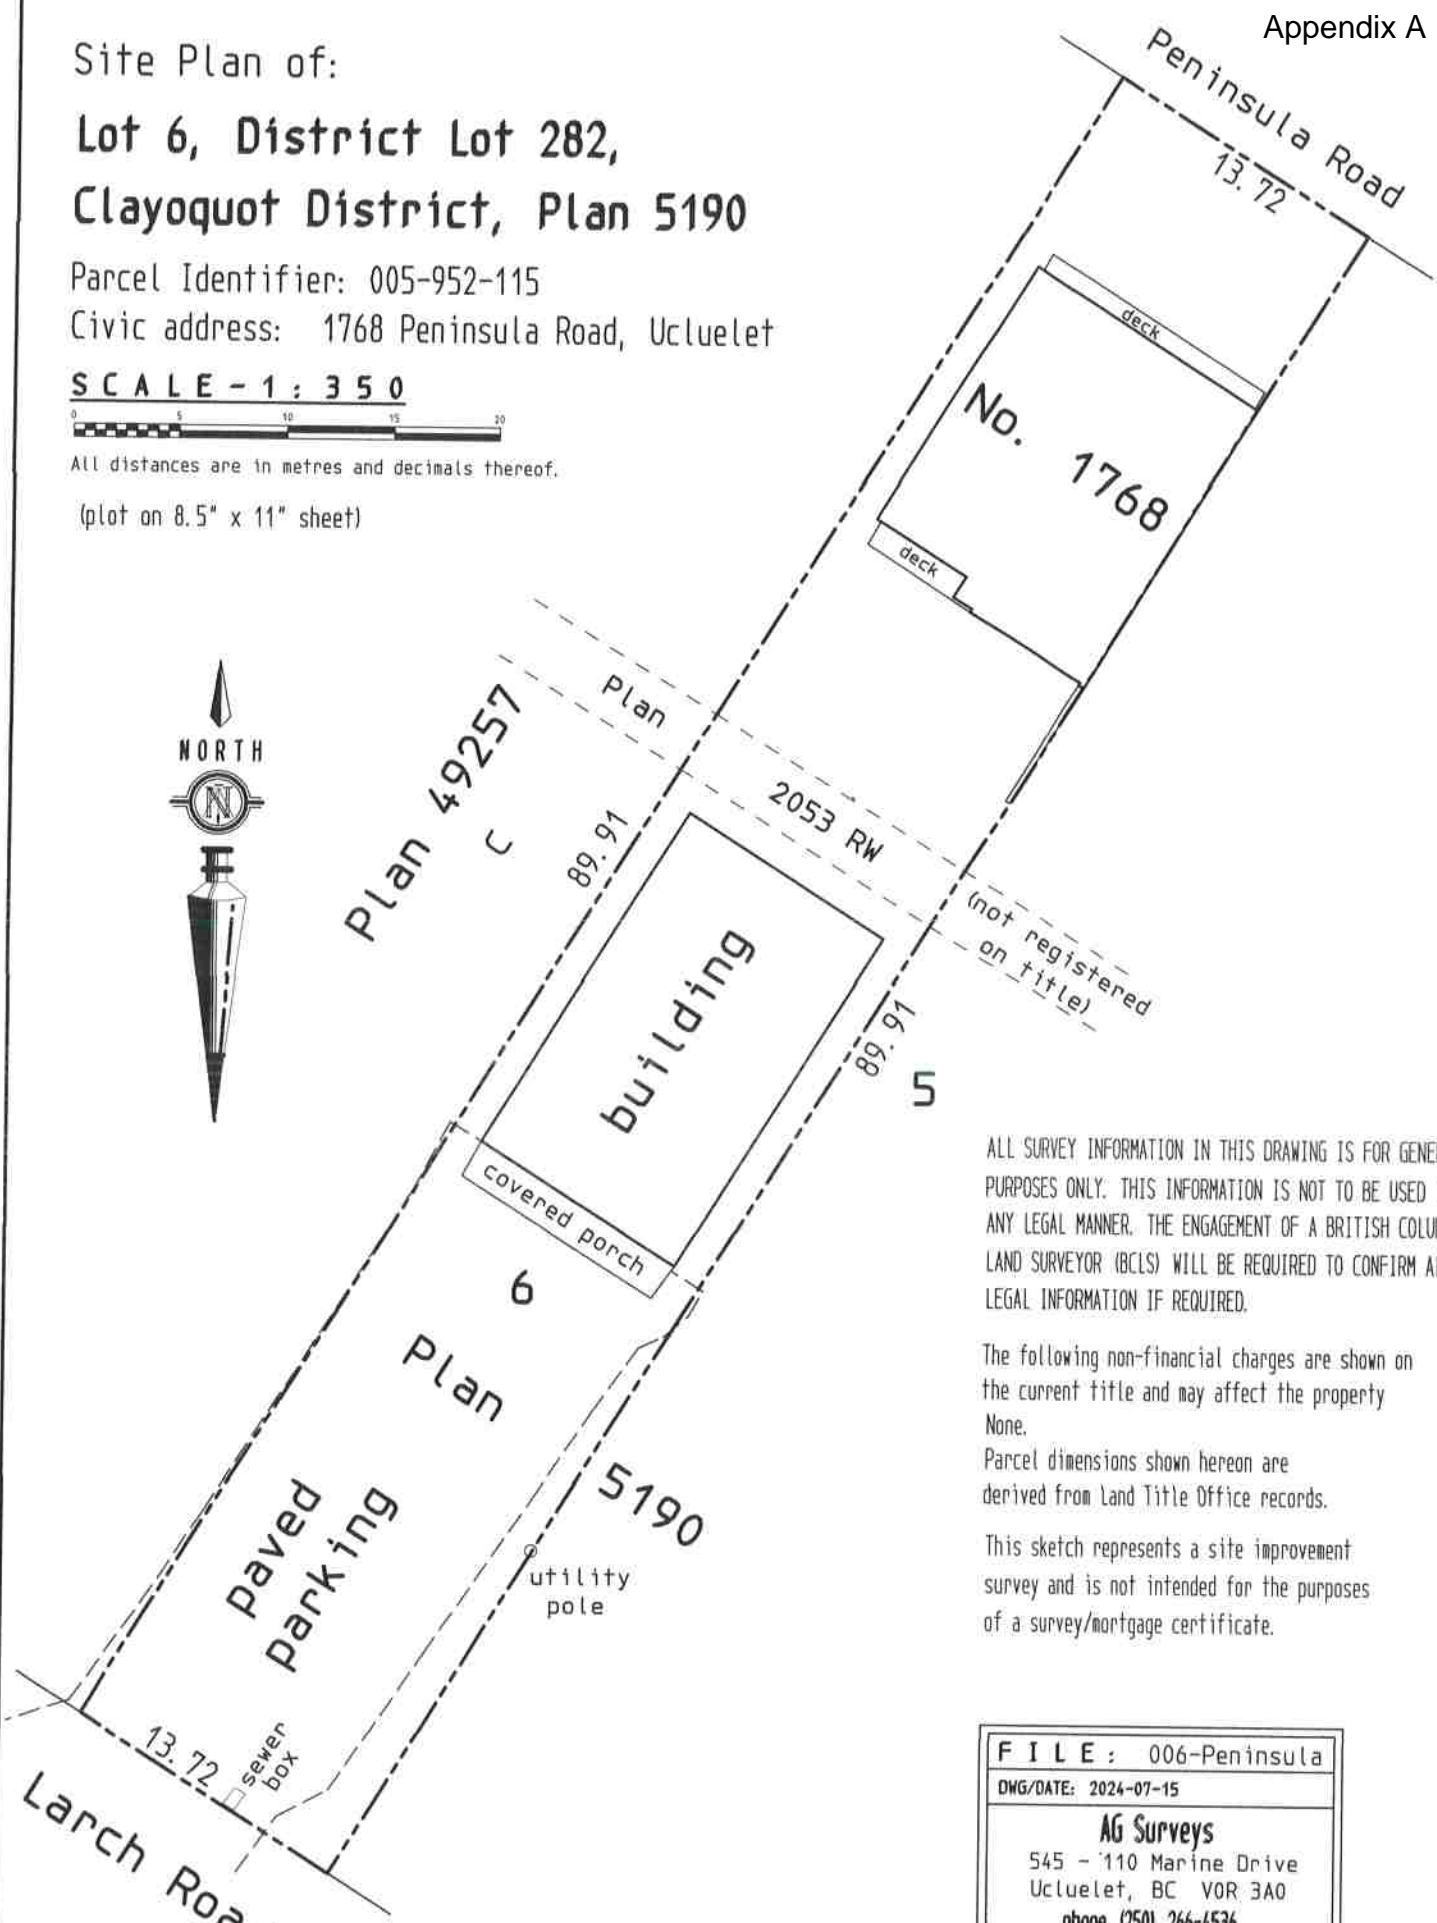 Appendix A
Site Plan of:
Lot 6, District Lot 282,
Clayoquot District, Plan 5190
Parcel Identifier: 005-952-115
Civic address: 1768 Peninsula Road, Ucluelet
SCALE - 1 : 350
0 5 10 15 20
All distances are in metres and decimals thereof.
(plot on 8.5" x 11" sheet)
Peninsula Road
13.72
deck
No. 1768
deck
NORTH
N
Plan 49257
C
Plan
2053 RW
(not registered
on title)
89.91
89.91
building
5
covered porch
6
Plan
5190
paved
parking
utility
pole
13.72
sewer
box
Larch
ALL SURVEY INFORMATION IN THIS DRAWING IS FOR
PURPOSES ONLY. THIS INFORMATION IS NOT TO BE USED
ANY LEGAL MANNER. THE ENGAGEMENT OF A BRITISH
LAND SURVEYOR (BCLS) WILL BE REQUIRED TO CONFIRM
LEGAL INFORMATION IF REQUIRED.
The following non-financial charges are shown on
the current title and may affect the property
None.
Parcel dimensions shown hereon are
derived from Land Title Office records.
This sketch represents a site improvement
survey and is not intended for the purposes
of a survey/mortgage certificate.
FILE: 006-Peninsula
DWG/DATE: 2024-07-15
AG Surveys
545 - 110 Marine Drive
Ucluelet, BC V0R 3A0
phone (250)